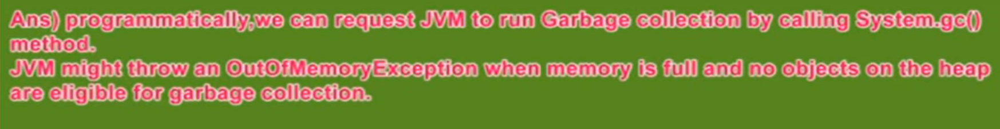 Ans) programmatically,we can request JVM to run Garbage collection by calling System.gc()
method.
JVM might throw an OutOfMemoryException when memory is full and no objects on the heap
are eligible for garbage collection.